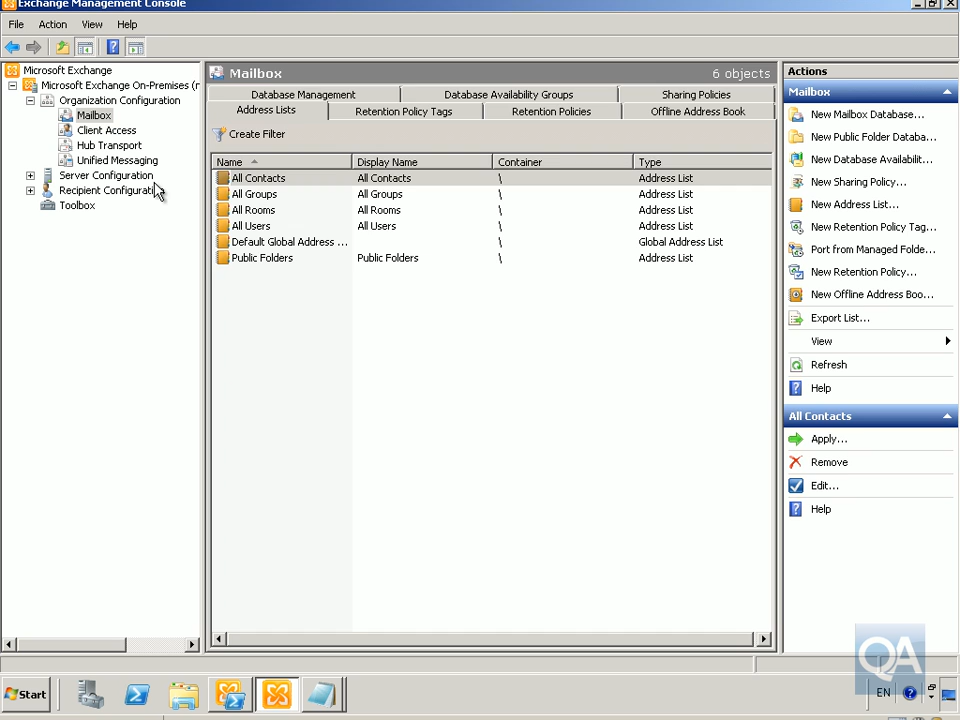 Exchange Management Console
File Action View Help
Microsoft Exchange
Microsoft Exchange On-Premises (r
Organization Configuration
Mailbox
Client Access
Hub Transport
Unified Messaging
Server Configuration
Recipient Configurati
Toolbox
Mailbox 6 objects
Database Management Database Availability Groups Sharing Policies
Address Lists Retention Policy Tags Retention Policies Offline Address Book
Create Filter
Name Display Name Container Type
All Contacts All Contacts \ Address List
All Groups All Groups \ Address List
All Rooms All Rooms \ Address List
All Users All Users \ Address List
Default Global Address ... \ Global Address List
Public Folders Public Folders \ Address List
Actions
Mailbox
New Mailbox Database...
New Public Folder Databa...
New Database Availabilit...
New Sharing Policy...
New Address List...
New Retention Policy Tag...
Port from Managed Folde...
New Retention Policy...
New Offline Address Boo...
Export List...
View
Refresh
Help
All Contacts
Apply...
Remove
Edit...
Help
QA
Start
EN